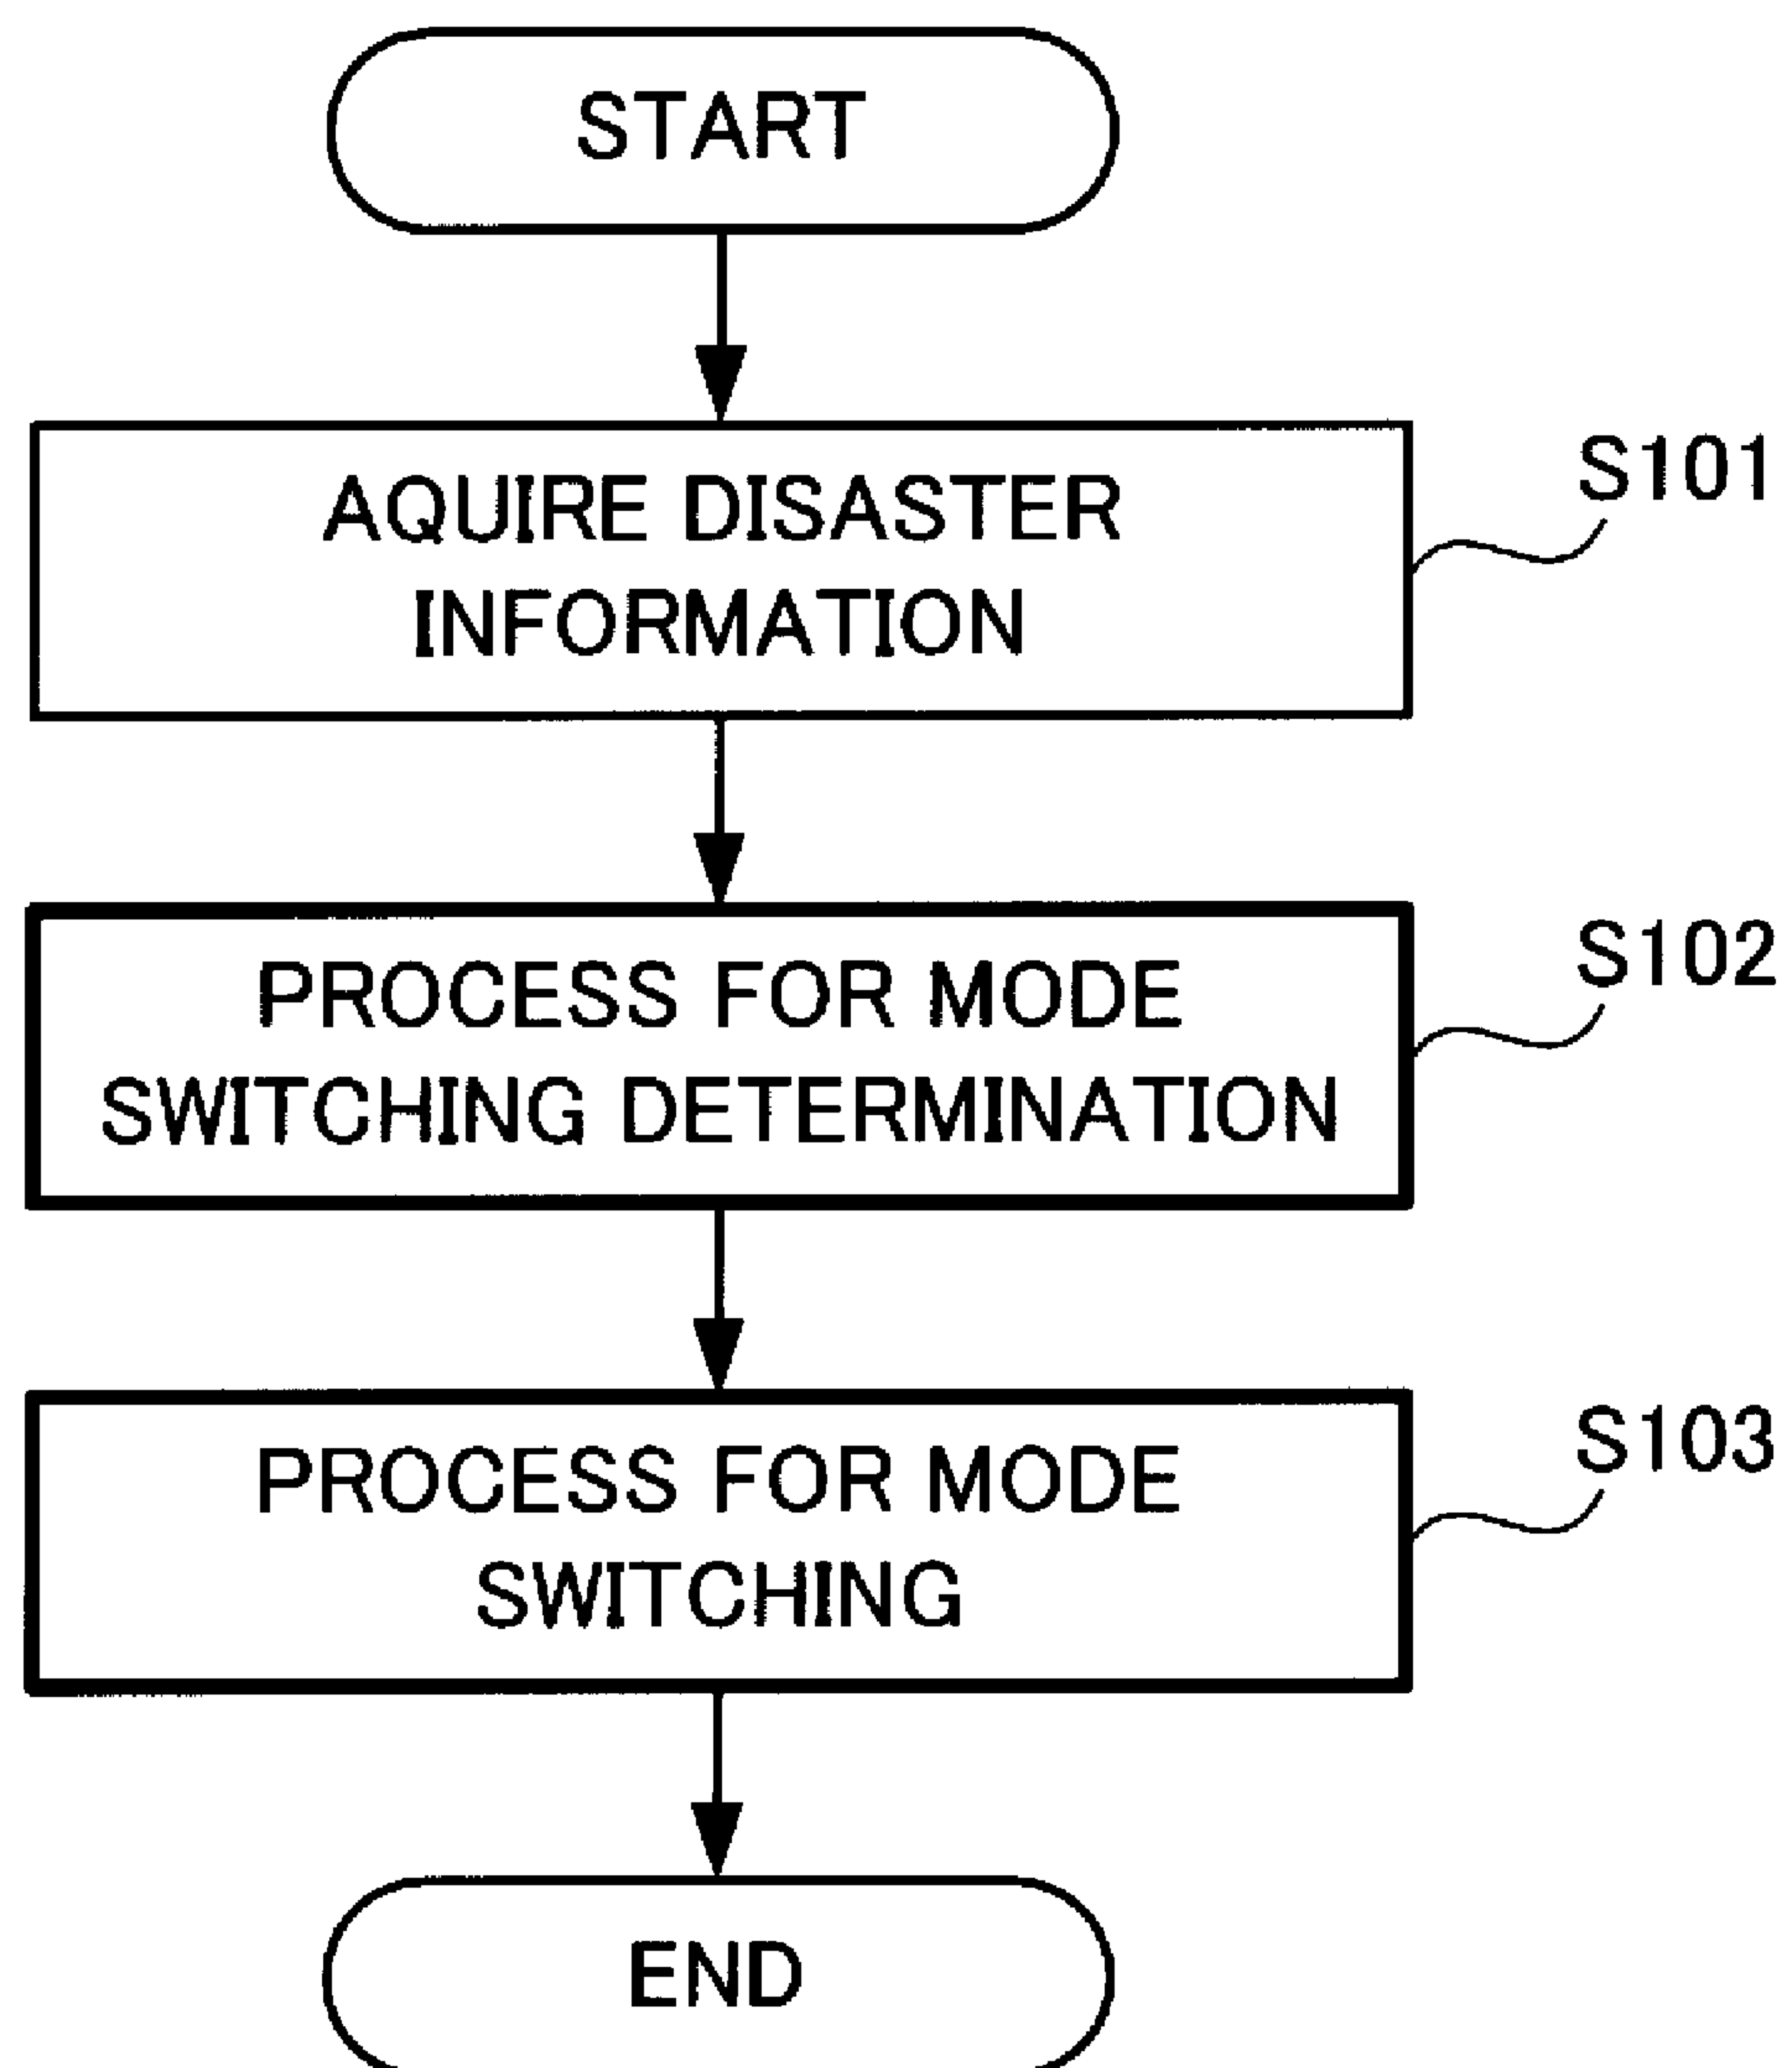 START
AQUIRE DISASTER
INFORMATION
S101
PROCESS FOR MODE
SWITCHING DETERMINATION
S102
PROCESS FOR MODE
SWITCHING
S103
END